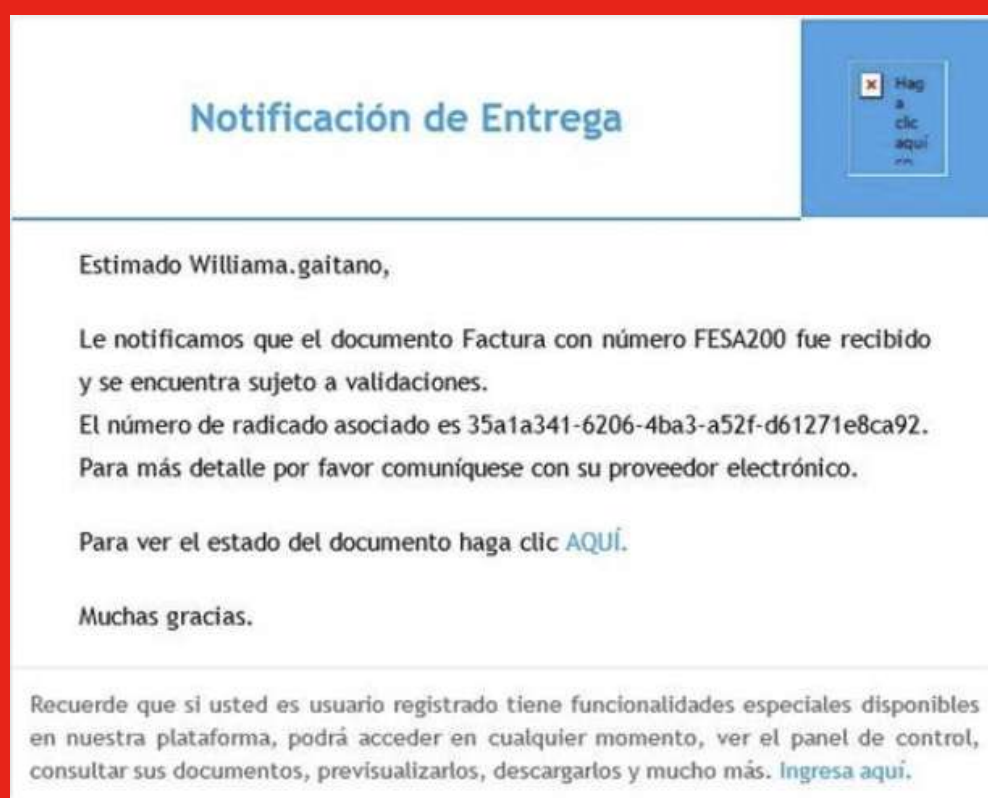 Notificación de Entrega
Hag
a
clic
aquí
Estimado Williama.gaitano,
Le notificamos que el documento Factura con número FESA200 fue recibido
y se encuentra sujeto a validaciones.
El número de radicado asociado es 35a1a341-6206-4ba3-a52f-d61271e8ca92.
Para más detalle por favor comuníquese con su proveedor electrónico.
Para ver el estado del documento haga clic AQUÍ.
Muchas gracias.
Recuerde que si usted es usuario registrado tiene funcionalidades especiales disponibles
en nuestra plataforma, podrá acceder en cualquier momento, ver el panel de control,
consultar sus documentos, previsualizarlos, descargarlos y mucho más. Ingresa aquí.